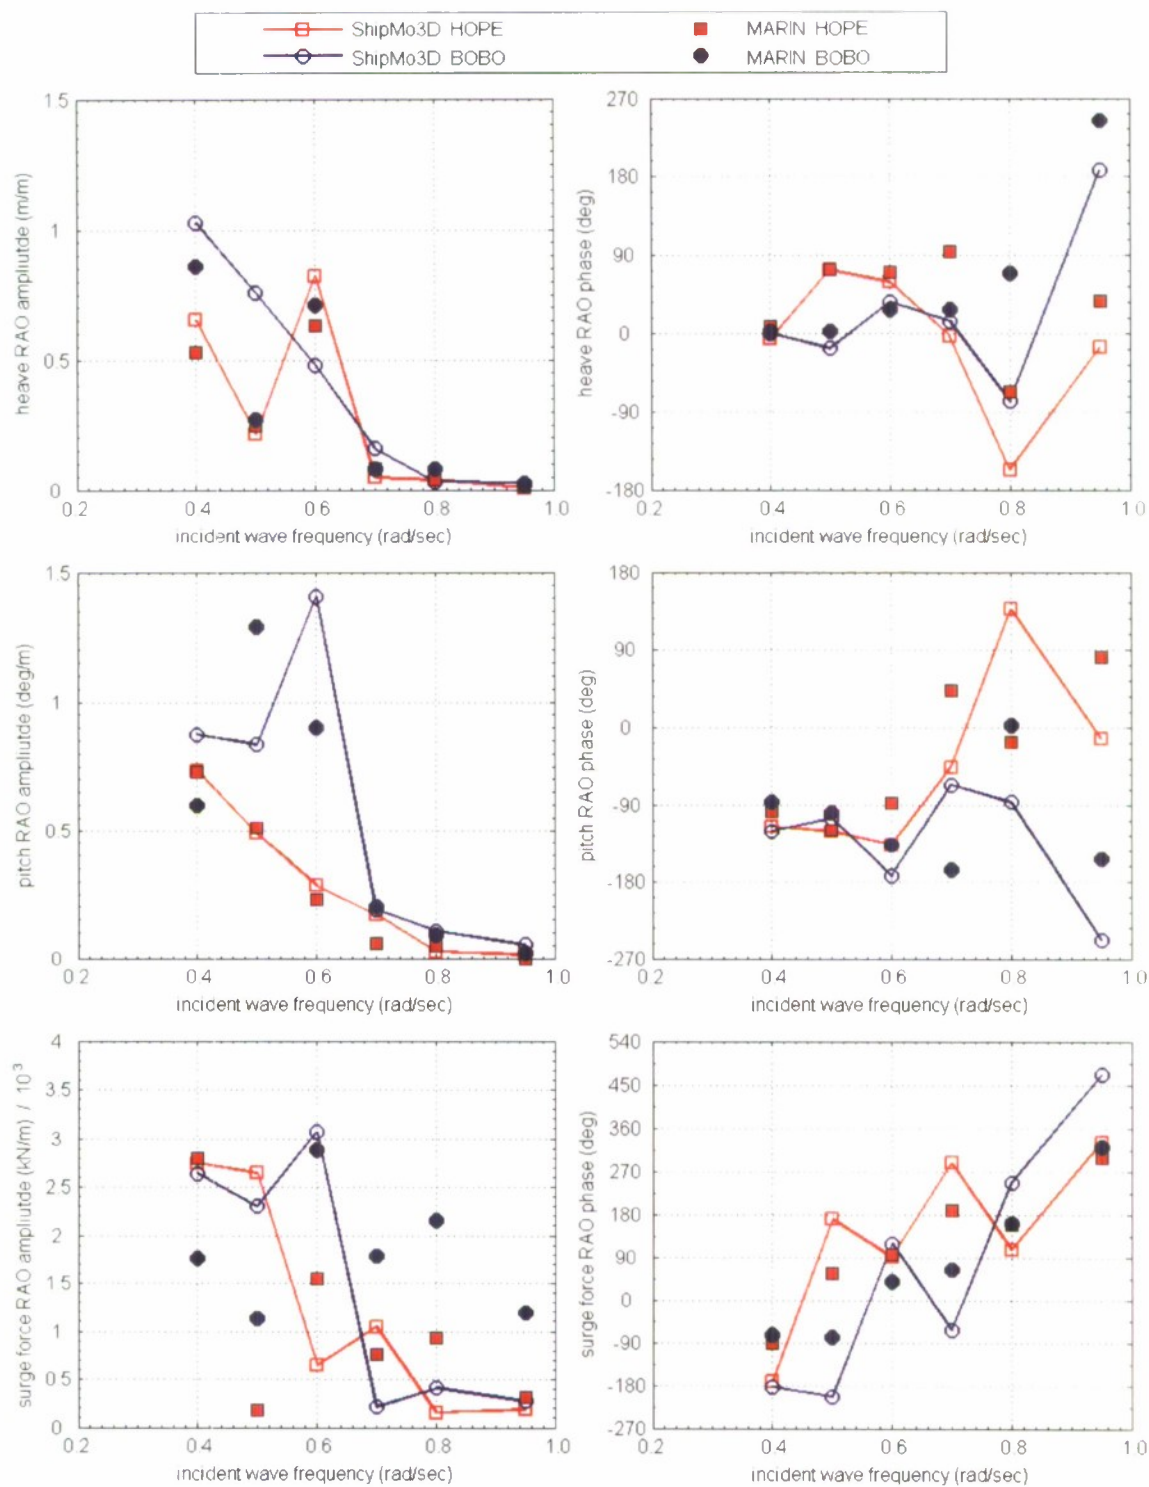 ShipMo3D HOPE MARIN HOPE
ShipMo3D BOBO MARIN BOBO
heave RAO ampliutde (m/m)
1.5
1
0.5
0
0.2 0.4 0.6 0.8 1.0
incident wave frequency (rad/sec)
heave RAO phase (deg)
270
180
90
0
-90
-180
0.2 0.4 0.6 0.8 1.0
incident wave frequency (rad/sec)
pitch RAO ampliutde (deg/m)
1.5
1
0.5
0
0.2 0.4 0.6 0.8 1.0
incident wave frequency (rad/sec)
pitch RAO phase (deg)
180
90
0
-90
-180
-270
0.2 0.4 0.6 0.8 1.0
incident wave frequency (rad/sec)
surge force RAO ampliutde (kN/m) / 10³
4
3.5
3
2.5
2
1.5
1
0.5
0
0.2 0.4 0.6 0.8 1.0
incident wave frequency (rad/sec)
surge force RAO phase (deg)
540
450
360
270
180
90
0
-90
-180
-270
0.2 0.4 0.6 0.8 1.0
incident wave frequency (rad/sec)